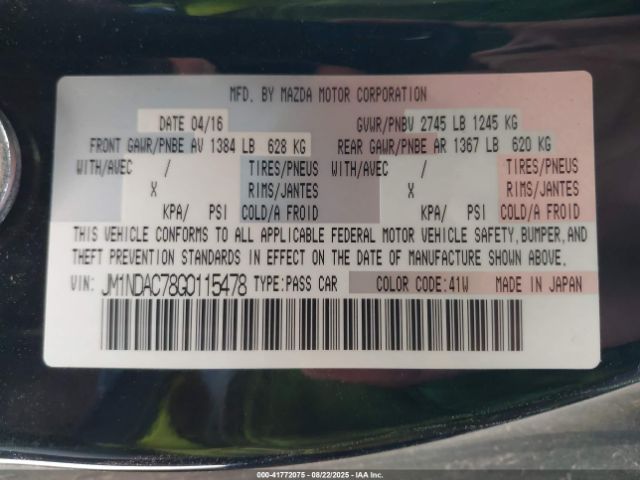 MFD. BY MAZDA MOTOR CORPORATION
DATE 04/16 GVWR/PNBV 2745 LB 1245 KG
FRONT GAWR/PNBE AV 1384 LB 628 KG REAR GAWR/PNBE AR 1367 LB 620 KG
WITH/AVEC / TIRES/PNEUS WITH/AVEC / TIRES/PNEUS
X RIMS/JANTES X RIMS/JANTES
KPA/ PSI COLD/A FROID KPA/ PSI COLD/A FROID
THIS VEHICLE CONFORMS TO ALL APPLICABLE FEDERAL MOTOR VEHICLE SAFETY, BUMPER, AND
THEFT PREVENTION STANDARDS IN EFFECT ON THE DATE OF MANUFACTURE SHOWN ABOVE.
VIN: JM1NDAC78G0115478 TYPE: PASS CAR COLOR CODE: 41W MADE IN JAPAN
00-41772075 - 08/22/2025 - IAA Inc.